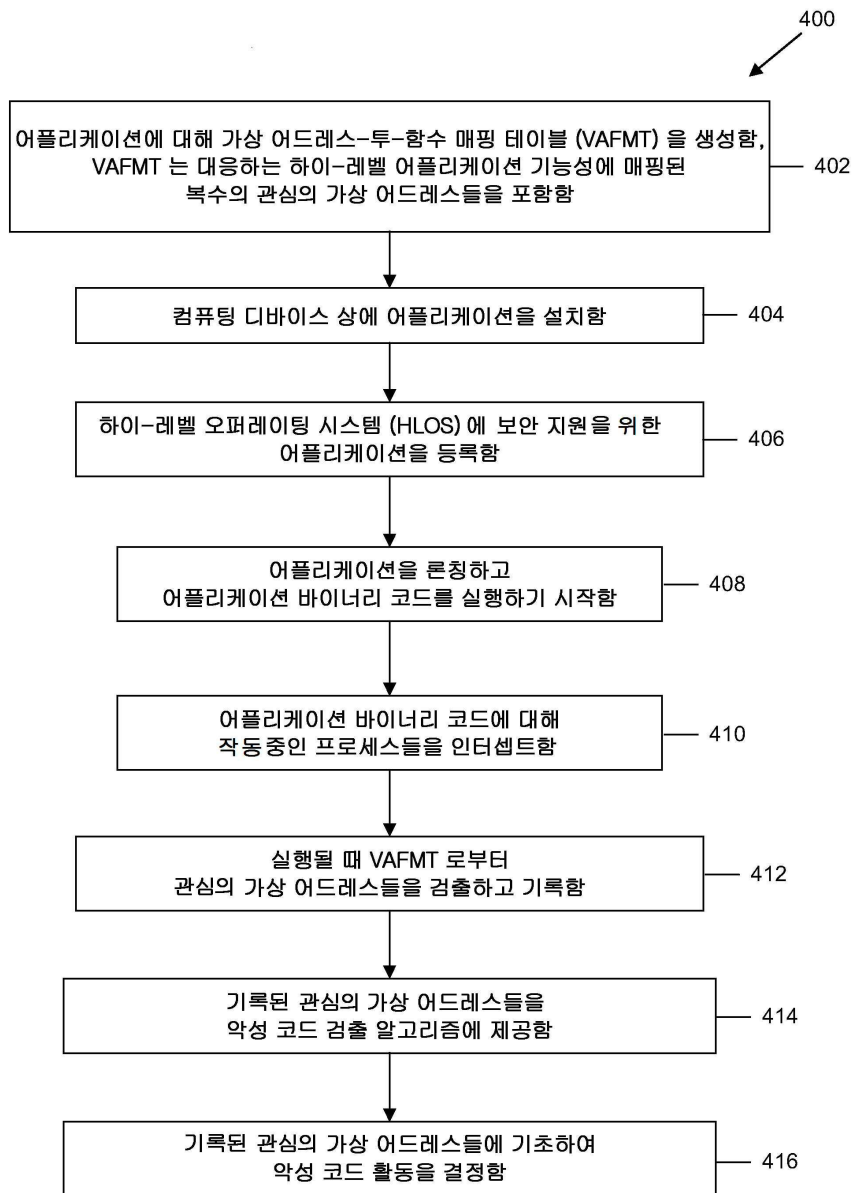 400
어플리케이션에 대해 가상 어드레스-투-함수 매핑 테이블 (VAFMT) 을 생성함,
VAFMT 는 대응하는 하이-레벨 어플리케이션 기능성에 매핑된
복수의 관심의 가상 어드레스들을 포함함
402
컴퓨팅 디바이스 상에 어플리케이션을 설치함
404
하이-레벨 오퍼레이팅 시스템 (HLOS) 에 보안 지원을 위한
어플리케이션을 등록함
406
어플리케이션을 론칭하고
어플리케이션 바이너리 코드를 실행하기 시작함
408
어플리케이션 바이너리 코드에 대해
작동중인 프로세스들을 인터셉트함
410
실행될 때 VAFMT 로부터
관심의 가상 어드레스들을 검출하고 기록함
412
기록된 관심의 가상 어드레스들을
악성 코드 검출 알고리즘에 제공함
414
기록된 관심의 가상 어드레스들에 기초하여
악성 코드 활동을 결정함
416